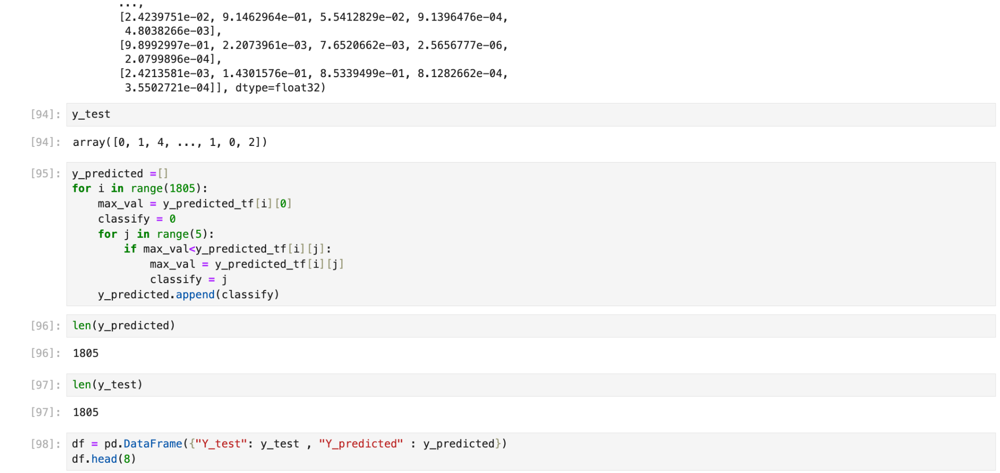 ...,
[2.4239751e-02, 9.1462964e-01, 5.5412829e-02, 9.1396476e-04,
4.8038266e-03],
[9.8992997e-01, 2.2073961e-03, 7.6520662e-03, 2.5656777e-06,
2.0799896e-04],
[2.4213581e-03, 1.4301576e-01, 8.5339499e-01, 8.1282662e-04,
3.5502721e-04]], dtype=float32)
[94]: y_test
[94]: array([0, 1, 4, ..., 1, 0, 2])
[95]: y_predicted =[]
for i in range(1805):
    max_val = y_predicted_tf[i][0]
    classify = 0
    for j in range(5):
        if max_val<y_predicted_tf[i][j]:
            max_val = y_predicted_tf[i][j]
            classify = j
    y_predicted.append(classify)
[96]: len(y_predicted)
[96]: 1805
[97]: len(y_test)
[97]: 1805
[98]: df = pd.DataFrame({"Y_test": y_test , "Y_predicted" : y_predicted})
df.head(8)